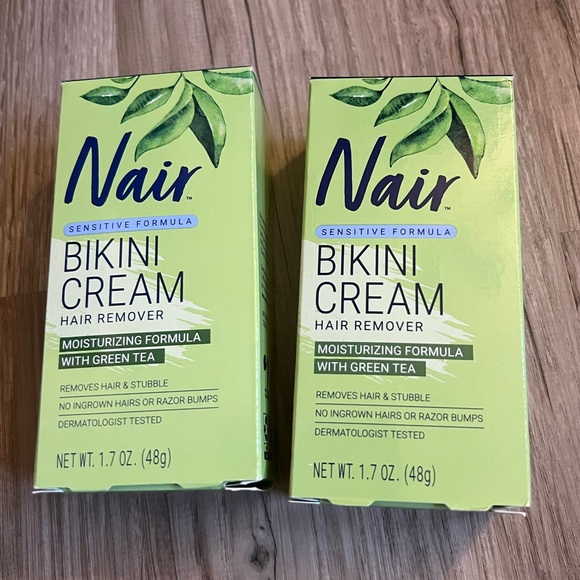 Nair™
SENSITIVE FORMULA
BIKINI
CREAM
HAIR REMOVER
MOISTURIZING FORMULA
WITH GREEN TEA
REMOVES HAIR & STUBBLE
NO INGROWN HAIRS OR RAZOR BUMPS
DERMATOLOGIST TESTED
NET WT. 1.7 OZ. (48g)
Nair™
SENSITIVE FORMULA
BIKINI
CREAM
HAIR REMOVER
MOISTURIZING FORMULA
WITH GREEN TEA
REMOVES HAIR & STUBBLE
NO INGROWN HAIRS OR RAZOR BUMPS
DERMATOLOGIST TESTED
NET WT. 1.7 OZ. (48g)